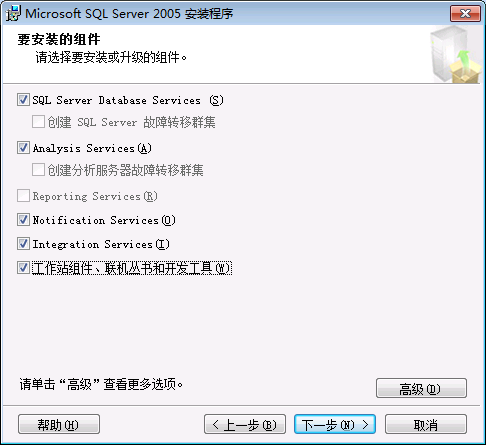 Microsoft SQL Server 2005 安装程序
要安装的组件
请选择要安装或升级的组件。
SQL Server Database Services (S)
创建 SQL Server 故障转移群集
Analysis Services(A)
创建分析服务器故障转移群集
Reporting Services(R)
Notification Services(O)
Integration Services(I)
工作站组件、联机丛书和开发工具(W)
请单击“高级”查看更多选项。
高级(D)
帮助(H)
< 上一步(B)
下一步(N) >
取消